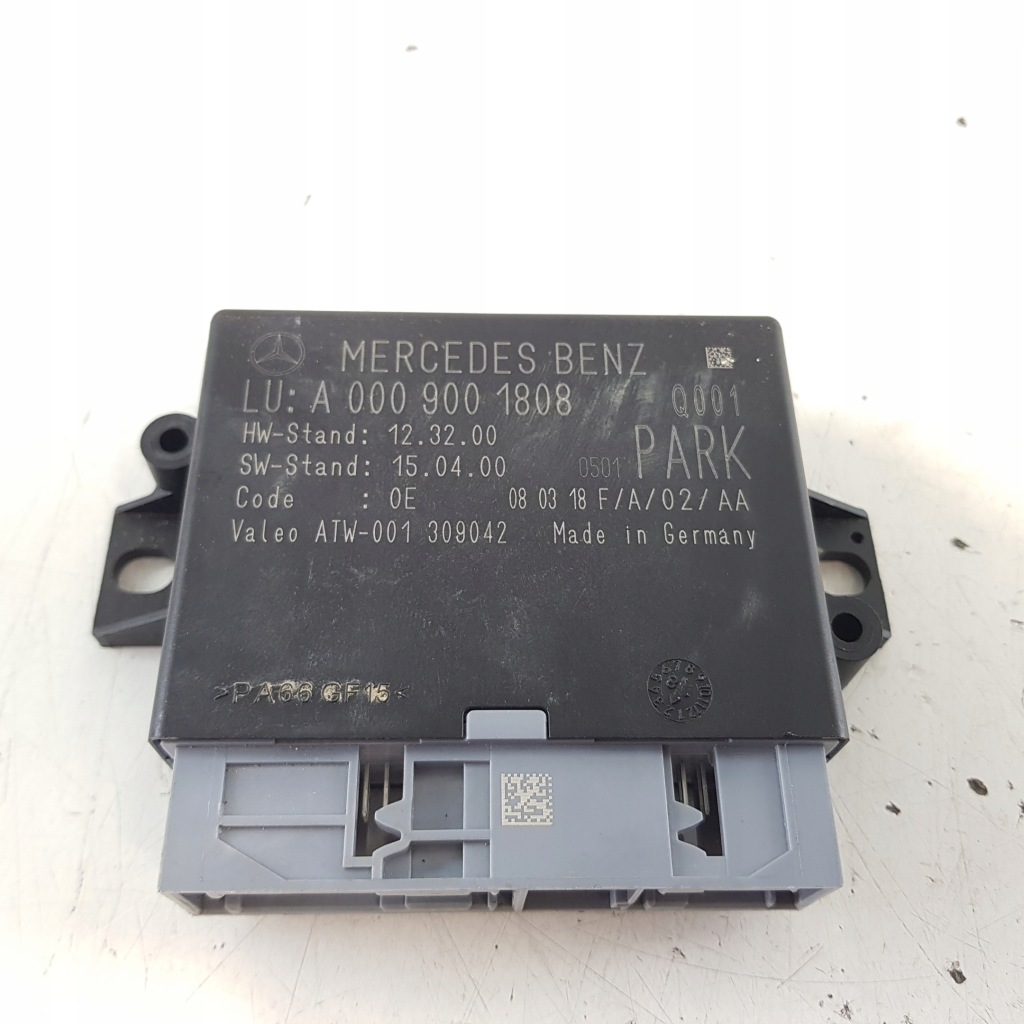 MERCEDES BENZ
LU: A 000 900 1808 Q001
HW-Stand: 12.32.00
SW-Stand: 15.04.00 0501 PARK
Code : 0E 08 03 18 F/A/02/AA
Valeo ATW-001 309042 Made in Germany
>PA66 GF15<